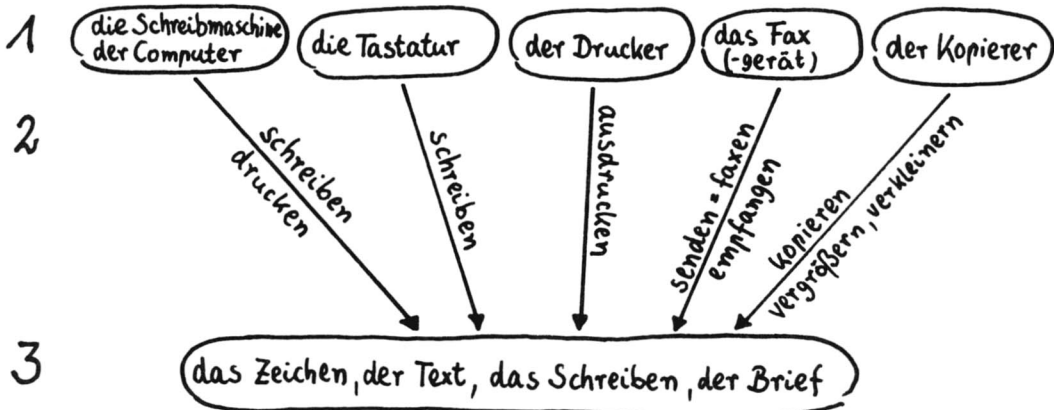 1
die Schreibmaschine
der Computer
die Tastatur
der Drucker
das Fax
(-gerät)
der Kopierer
2
schreiben
drucken
schreiben
ausdrucken
senden = faxen
empfangen
kopieren
vergrößern, verkleinern
3
das Zeichen, der Text, das Schreiben, der Brief